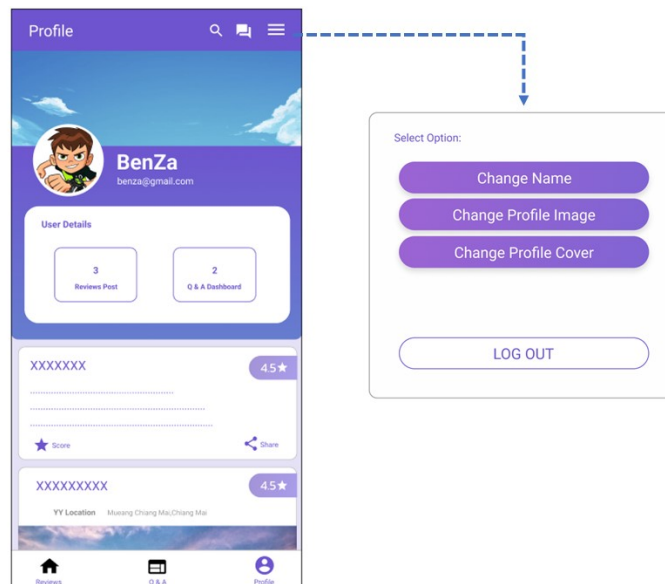 Profile
BenZa
benza@gmail.com
User Details
3
Reviews Post
2
Q & A Dashboard
XXXXXXX
4.5
Score
Share
XXXXXXXXX
4.5
YY Location Mueang Chiang Mai,Chiang Mai
Reviews
Q & A
Profile
Select Option:
Change Name
Change Profile Image
Change Profile Cover
LOG OUT